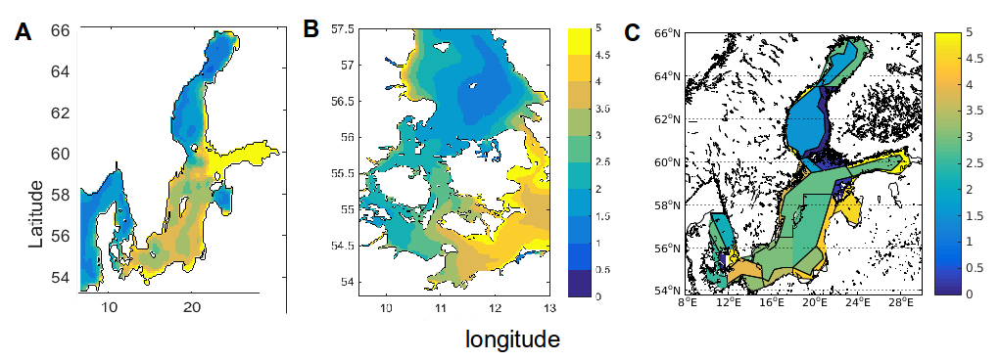 A
66
64
62
60
58
56
54
Latitude
10
20
B
57.5
57
56.5
56
55.5
55
54.5
54
10
11
12
13
5
4.5
4
3.5
3
2.5
2
1.5
1
0.5
0
longitude
C
66°N
64°N
62°N
60°N
58°N
56°N
54°N
8°E
12°E
16°E
20°E
24°E
28°E
5
4.5
4
3.5
3
2.5
2
1.5
1
0.5
0